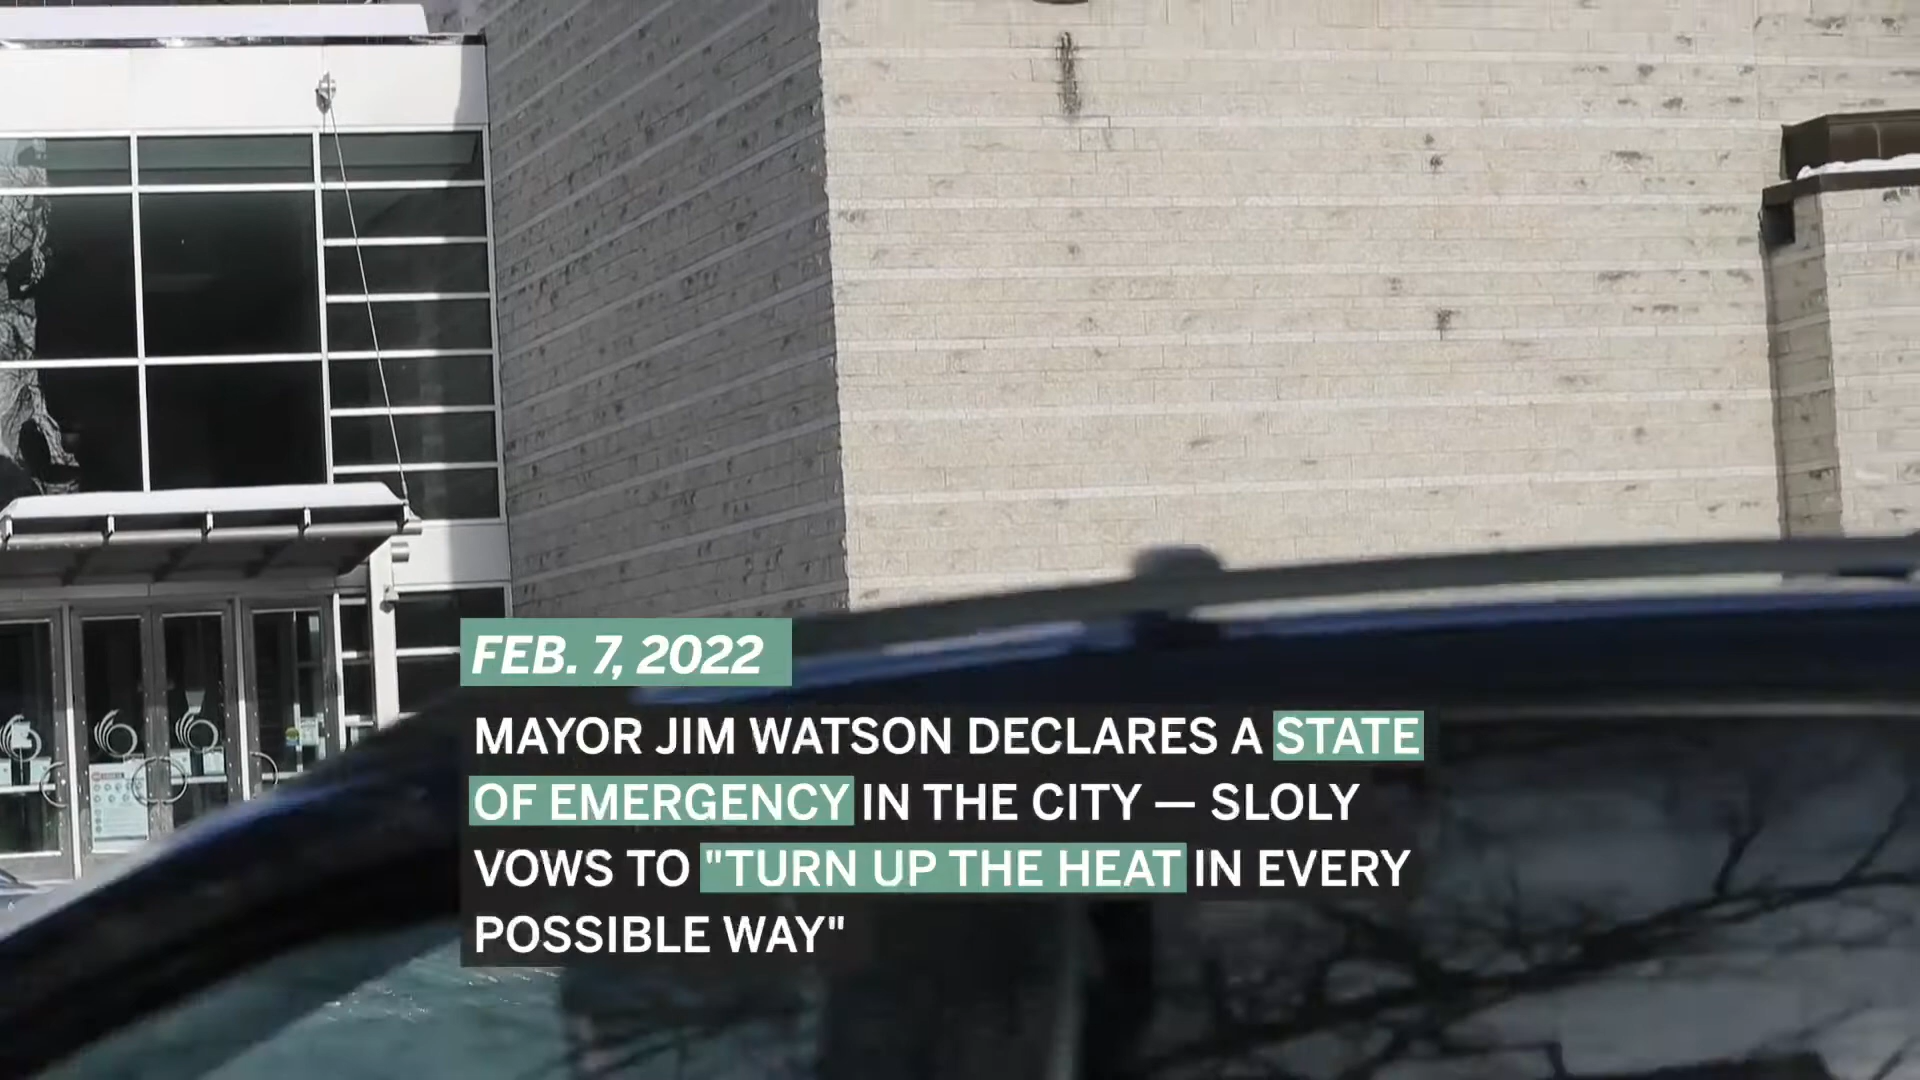 FEB. 7, 2022
MAYOR JIM WATSON DECLARES A STATE
OF EMERGENCY IN THE CITY — SLOLY
VOWS TO "TURN UP THE HEAT IN EVERY
POSSIBLE WAY"